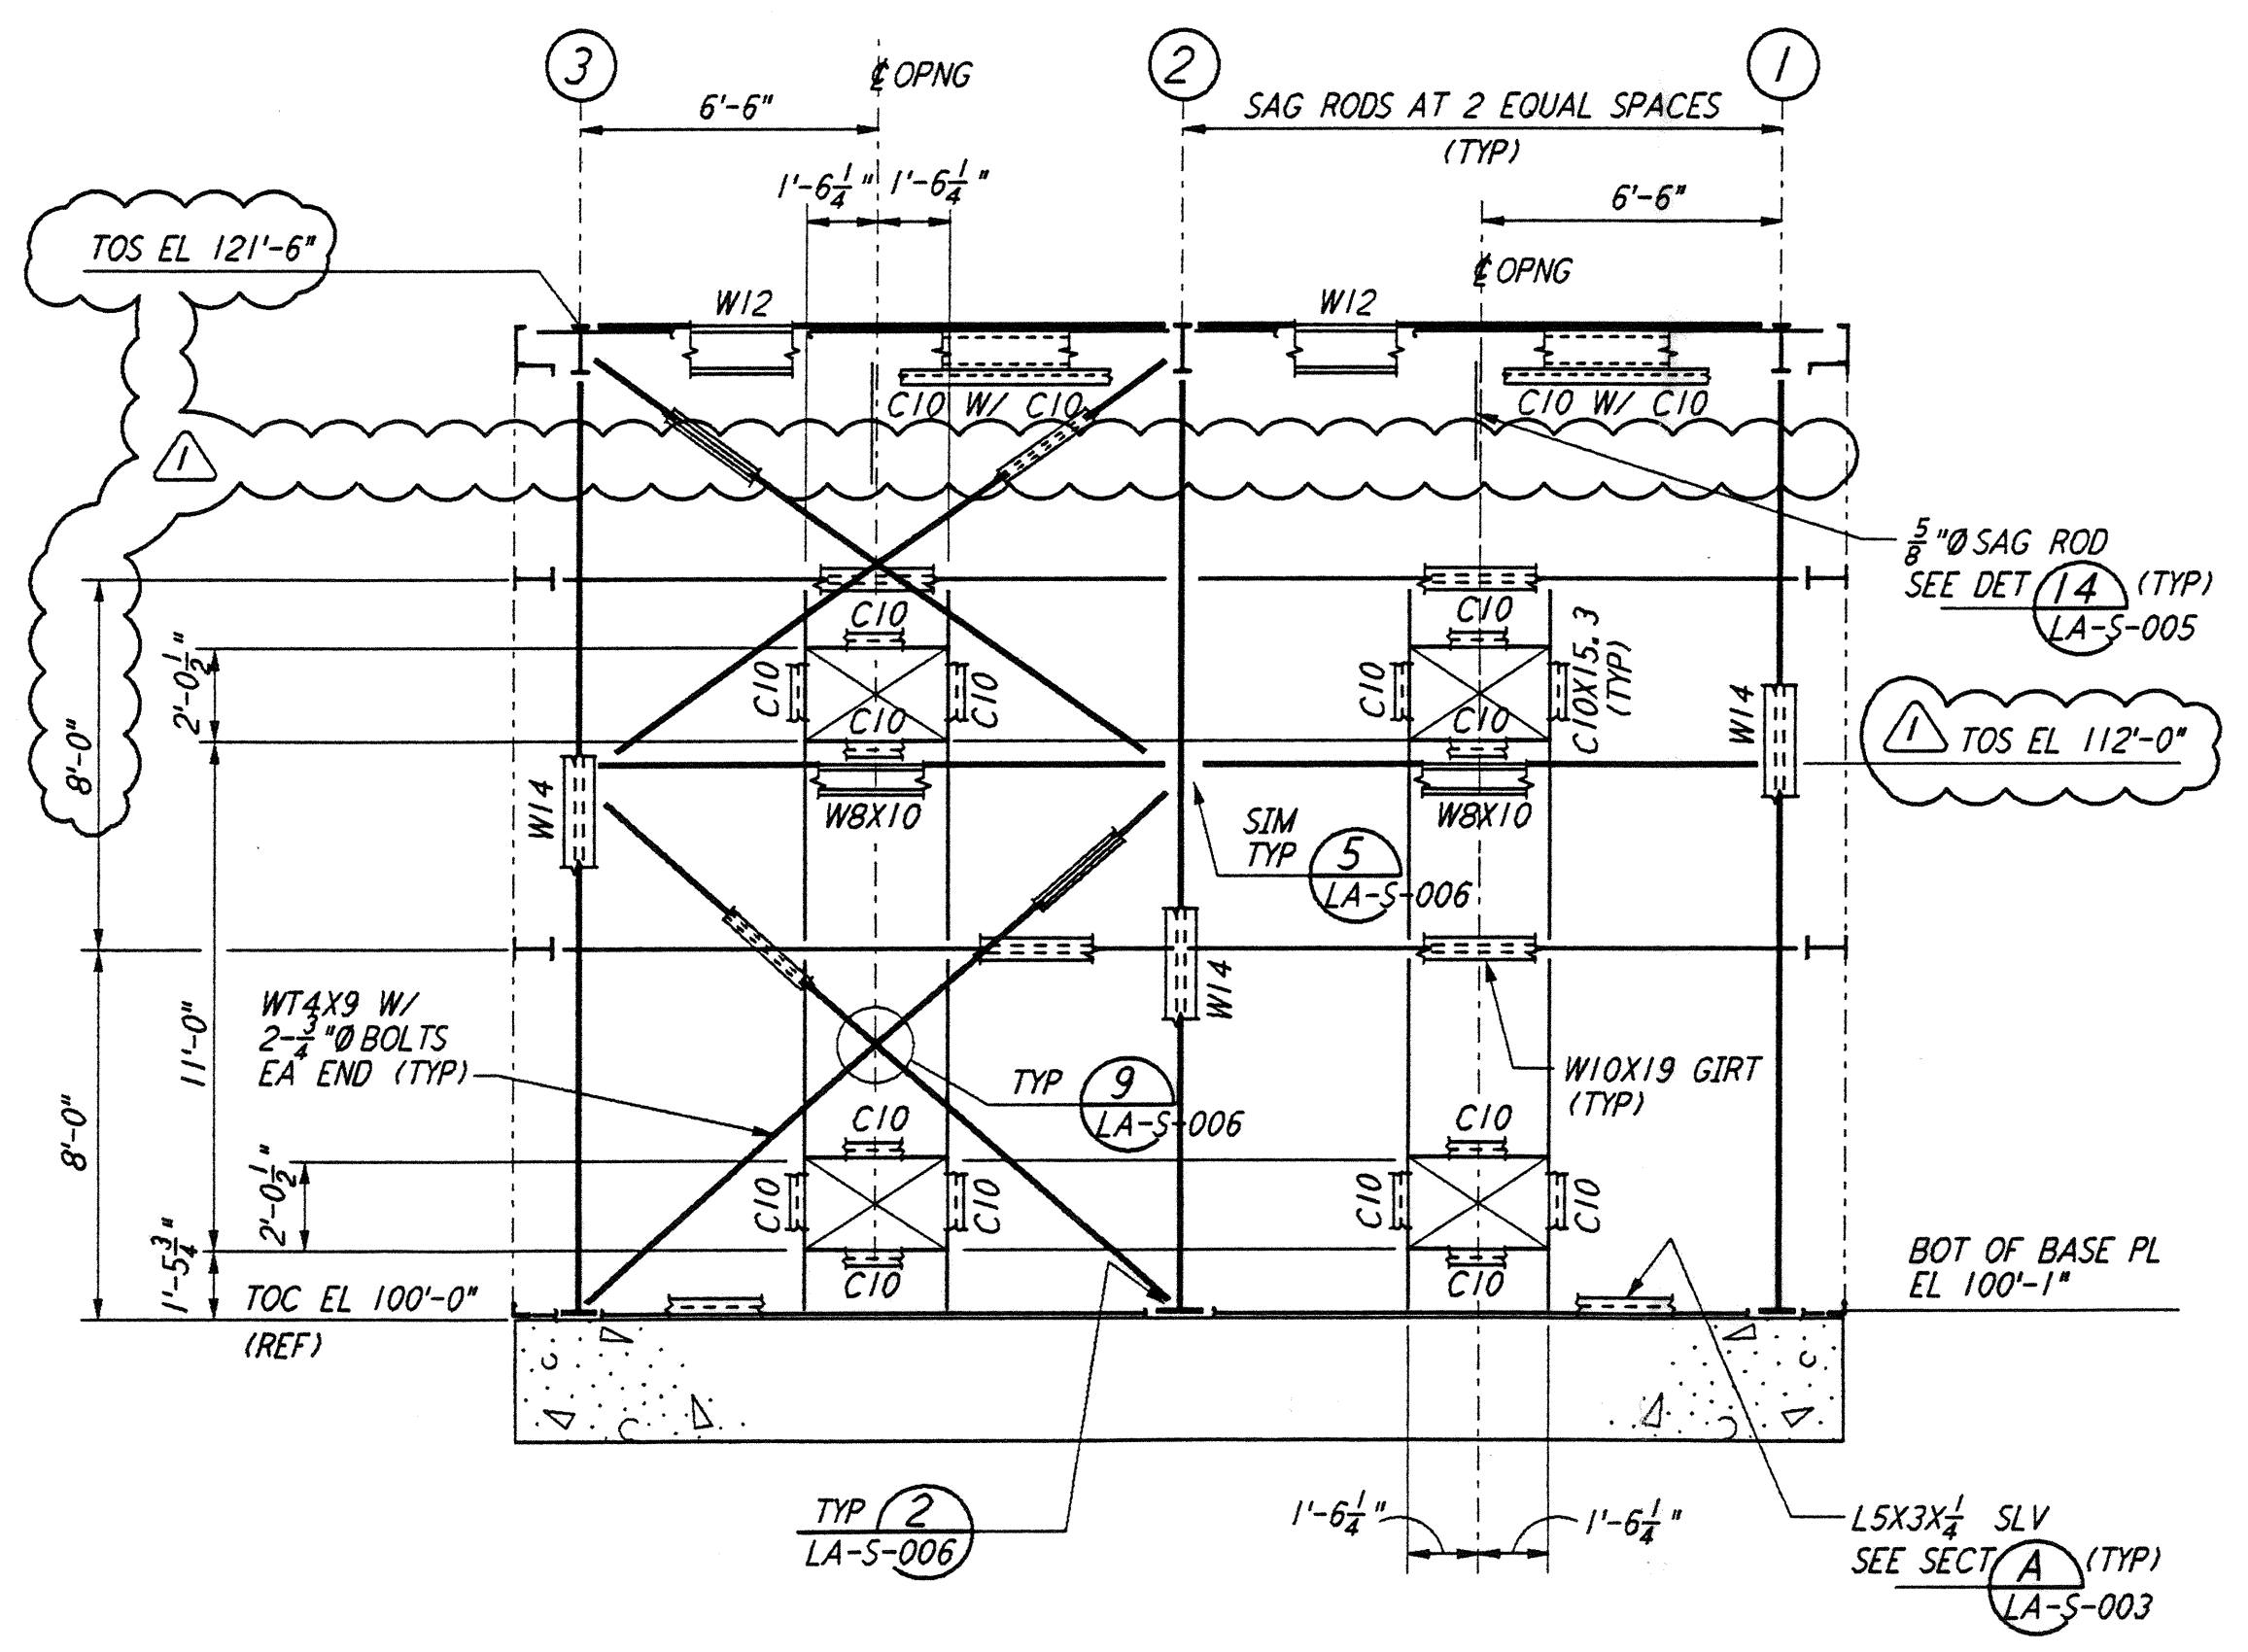 3
℄ OPNG
2
1
6'-6"
SAG RODS AT 2 EQUAL SPACES
(TYP)
1'-6 1/4" 1'-6 1/4"
6'-6"
TOS EL 121'-6"
℄ OPNG
W12
W12
C10 W/ C10
C10 W/ C10
1
5/8"Ø SAG ROD
SEE DET 14 (TYP)
LA-S-005
C10
C10
2'-0 1/2"
C10
C10
C10
C10
C10X15.3
(TYP)
C10
C10
W14
1
TOS EL 112'-0"
8'-0"
W14
W8X10
W8X10
SIM
TYP
5
LA-S-006
W14
WT4X9 W/
2-3/4"Ø BOLTS
EA END (TYP)
11'-0"
TYP 9
LA-S-006
W10X19 GIRT
(TYP)
8'-0"
C10
C10
2'-0 1/2"
C10
C10
C10
C10
1'-5 3/4"
C10
C10
TOC EL 100'-0"
(REF)
BOT OF BASE PL
EL 100'-1"
TYP 2
LA-S-006
1'-6 1/4"
1'-6 1/4"
L5X3X1/4 SLV
SEE SECT A (TYP)
LA-S-003